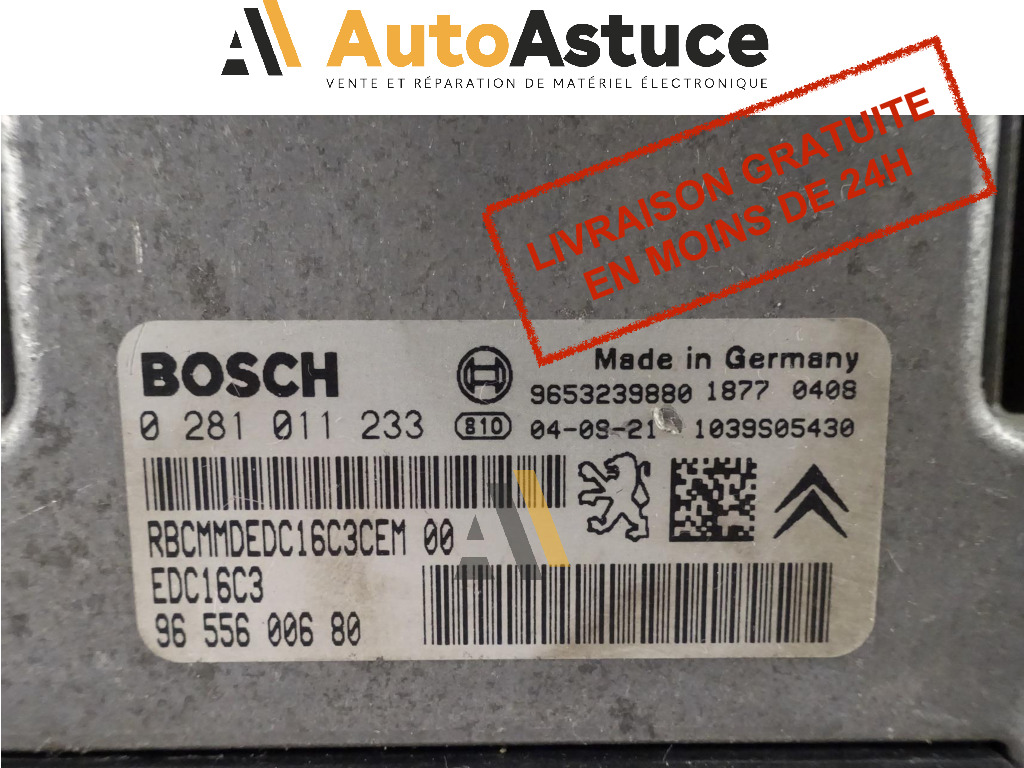 AutoAstuce
VENTE ET RÉPARATION DE MATÉRIEL ÉLECTRONIQUE
LIVRAISON GRATUITE
EN MOINS DE 24H
BOSCH
Made in Germany
9653239880 1877 0408
0 281 011 233
810
04-09-21 1039S05430
RBCMMDEDC16C3CEM 00
EDC16C3
96 556 006 80